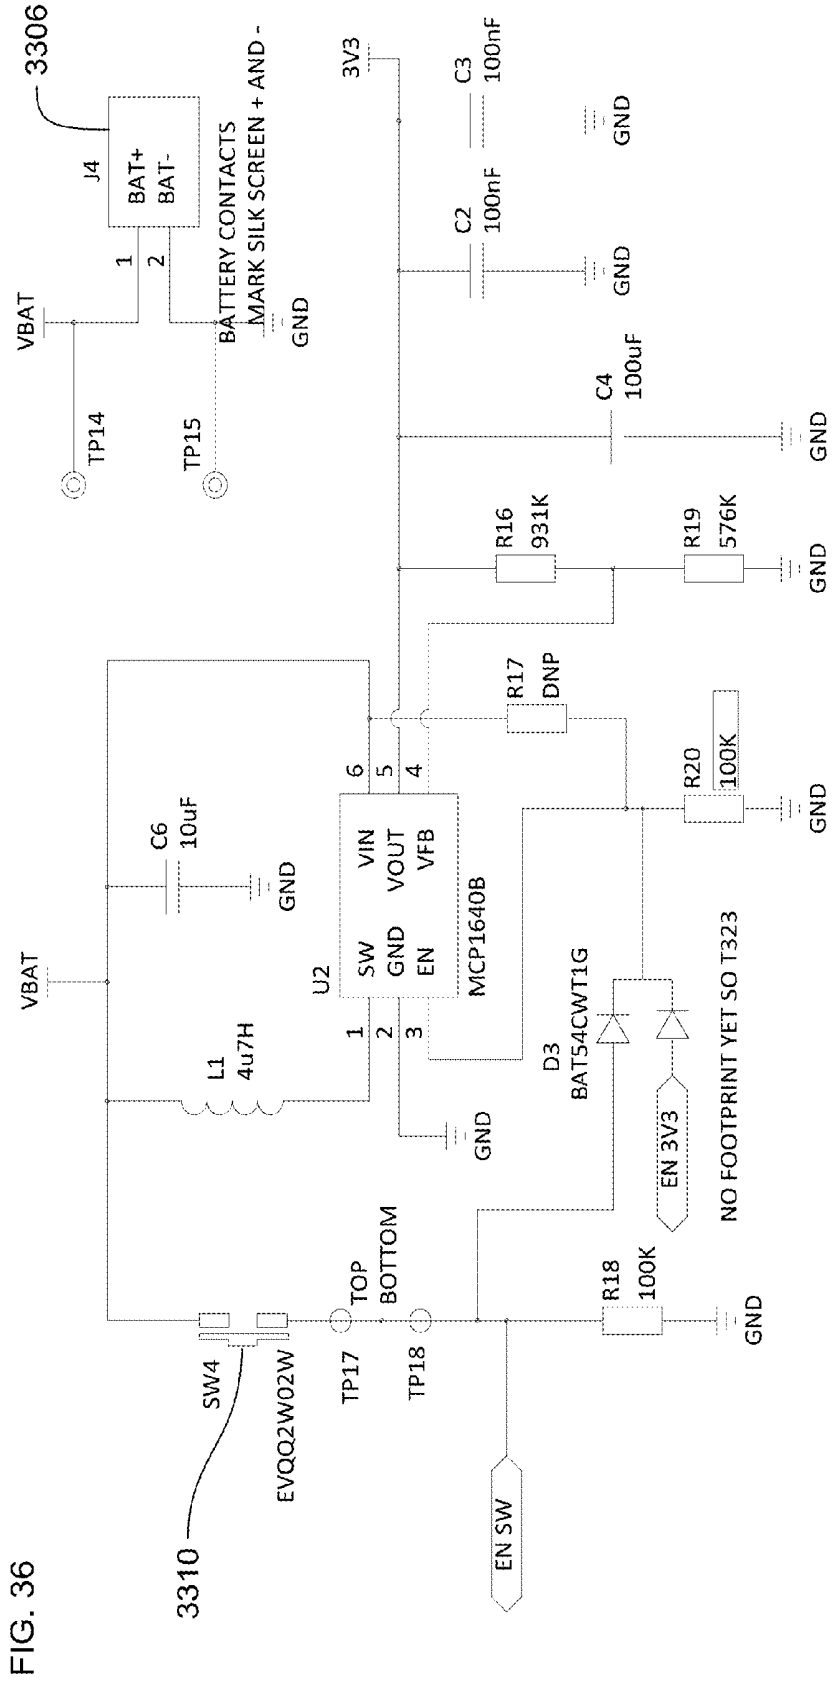 FIG. 36
3310
SW4
EVQQ2W02W
TP17
TOP
BOTTOM
TP18
EN SW
R18
100K
GND
VBAT
L1
4u7H
C6
10uF
GND
U2
SW
GND
EN
VIN
VOUT
VFB
1
2
3
6
5
4
MCP1640B
GND
D3
BAT54CWT1G
EN 3V3
NO FOOTPRINT YET SO T323
R17
DNP
R20
100K
GND
R16
931K
R19
576K
GND
C4
100uF
GND
C2
100nF
GND
C3
100nF
GND
3V3
VBAT
TP14
TP15
1
2
J4
BAT+
BAT-
3306
BATTERY CONTACTS
MARK SILK SCREEN + AND -
GND